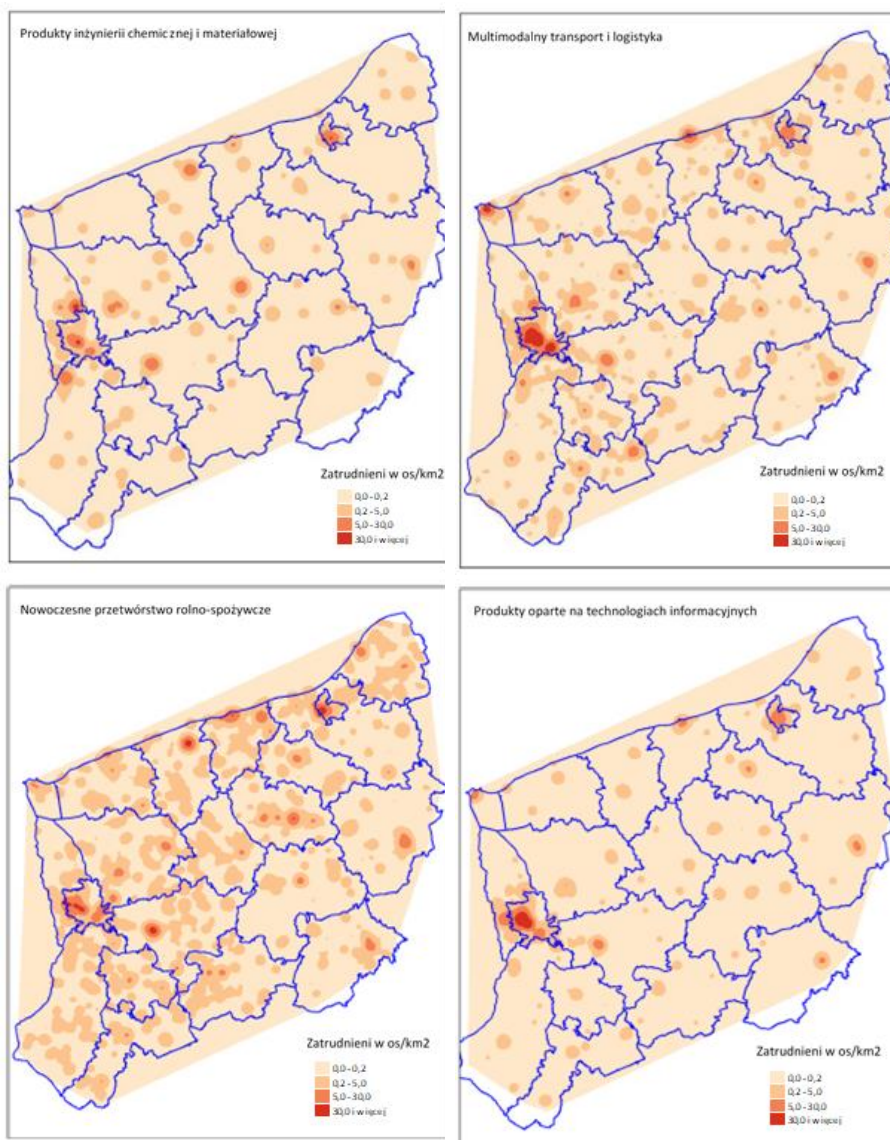 Produkty inżynierii chemicznej i materiałowej
Zatrudnieni w os/km2
0,0 - 0,2
0,2 - 5,0
5,0 - 30,0
30,0 i więcej
Multimodalny transport i logistyka
Zatrudnieni w os/km2
0,0 - 0,2
0,2 - 5,0
5,0 - 30,0
30,0 i więcej
Nowoczesne przetwórstwo rolno-spożywcze
Zatrudnieni w os/km2
0,0 - 0,2
0,2 - 5,0
5,0 - 30,0
30,0 i więcej
Produkty oparte na technologiach informacyjnych
Zatrudnieni w os/km2
0,0 - 0,2
0,2 - 5,0
5,0 - 30,0
30,0 i więcej